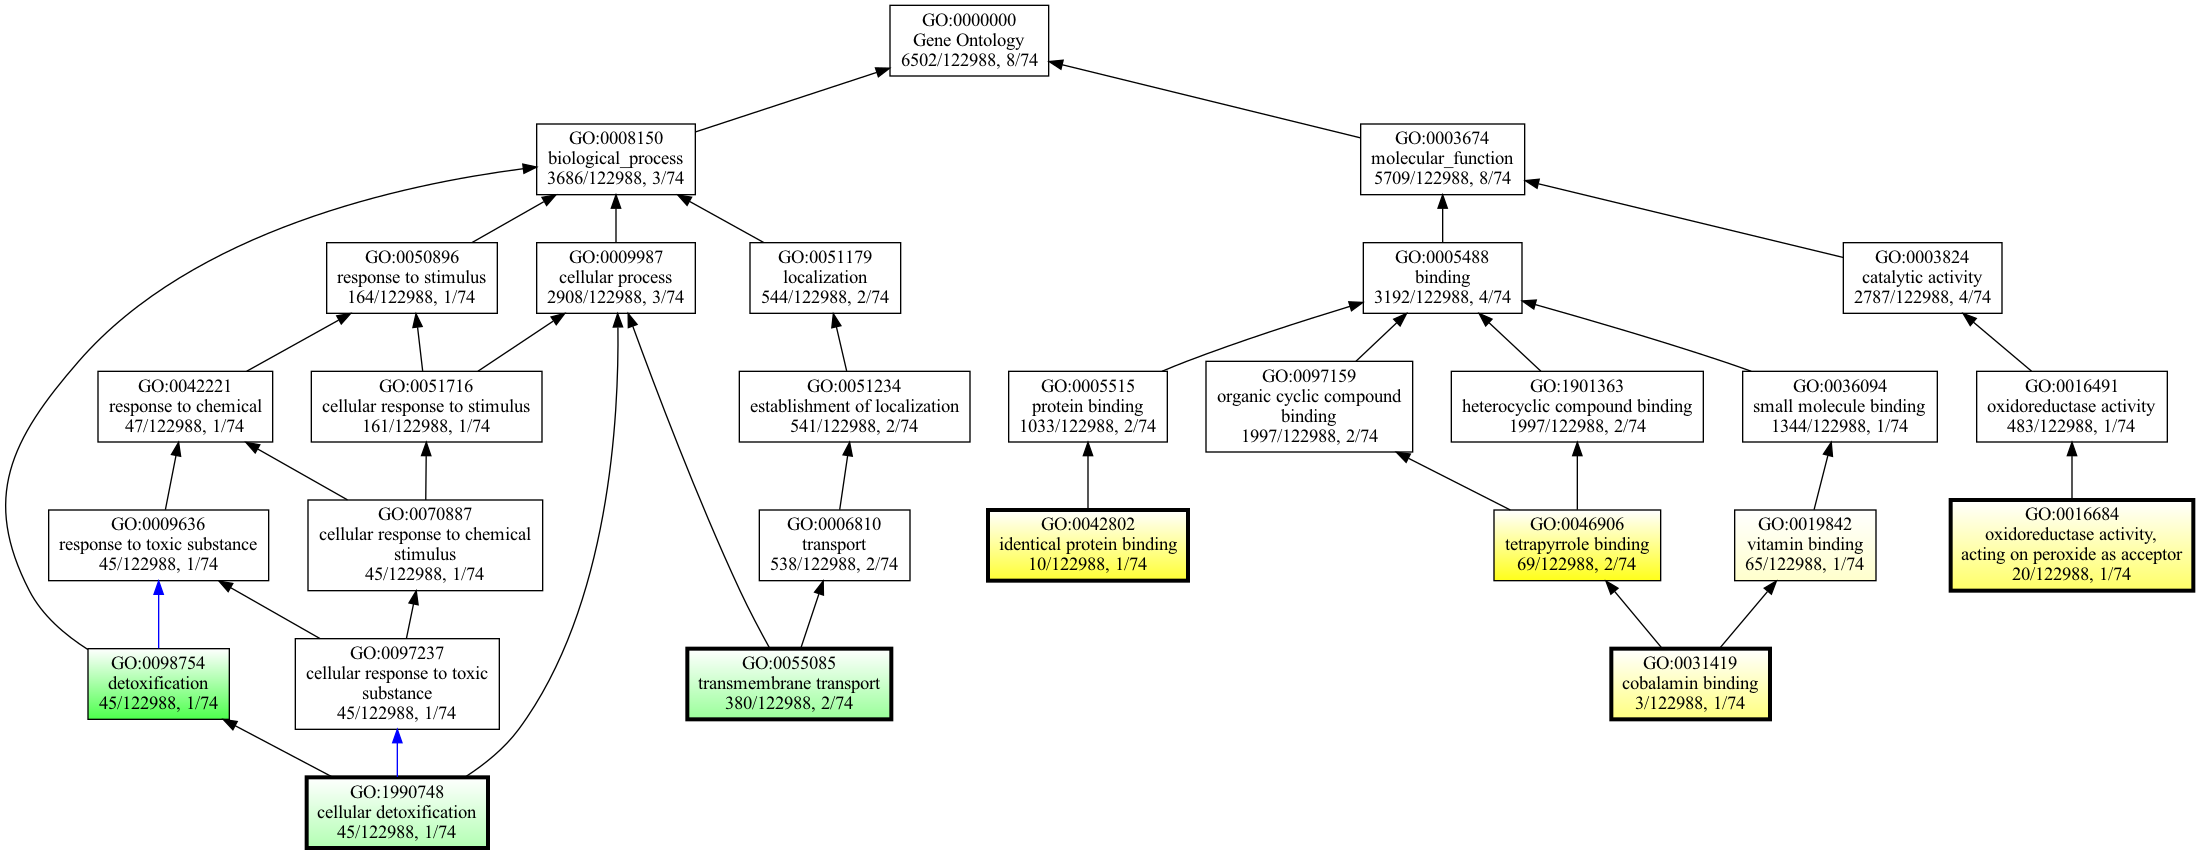 GO:0000000
Gene Ontology
6502/122988, 8/74
GO:0008150
biological_process
3686/122988, 3/74
GO:0003674
molecular_function
5709/122988, 8/74
GO:0050896
response to stimulus
164/122988, 1/74
GO:0009987
cellular process
2908/122988, 3/74
GO:0051179
localization
544/122988, 2/74
GO:0005488
binding
3192/122988, 4/74
GO:0003824
catalytic activity
2787/122988, 4/74
GO:0042221
response to chemical
47/122988, 1/74
GO:0051716
cellular response to stimulus
161/122988, 1/74
GO:0051234
establishment of localization
541/122988, 2/74
GO:0005515
protein binding
1033/122988, 2/74
GO:0097159
organic cyclic compound
binding
1997/122988, 2/74
GO:1901363
heterocyclic compound binding
1997/122988, 2/74
GO:0036094
small molecule binding
1344/122988, 1/74
GO:0016491
oxidoreductase activity
483/122988, 1/74
GO:0009636
response to toxic substance
45/122988, 1/74
GO:0070887
cellular response to chemical
stimulus
45/122988, 1/74
GO:0006810
transport
538/122988, 2/74
GO:0042802
identical protein binding
10/122988, 1/74
GO:0046906
tetrapyrrole binding
69/122988, 2/74
GO:0019842
vitamin binding
65/122988, 1/74
GO:0016684
oxidoreductase activity,
acting on peroxide as acceptor
20/122988, 1/74
GO:0098754
detoxification
45/122988, 1/74
GO:0097237
cellular response to toxic
substance
45/122988, 1/74
GO:0055085
transmembrane transport
380/122988, 2/74
GO:0031419
cobalamin binding
3/122988, 1/74
GO:1990748
cellular detoxification
45/122988, 1/74